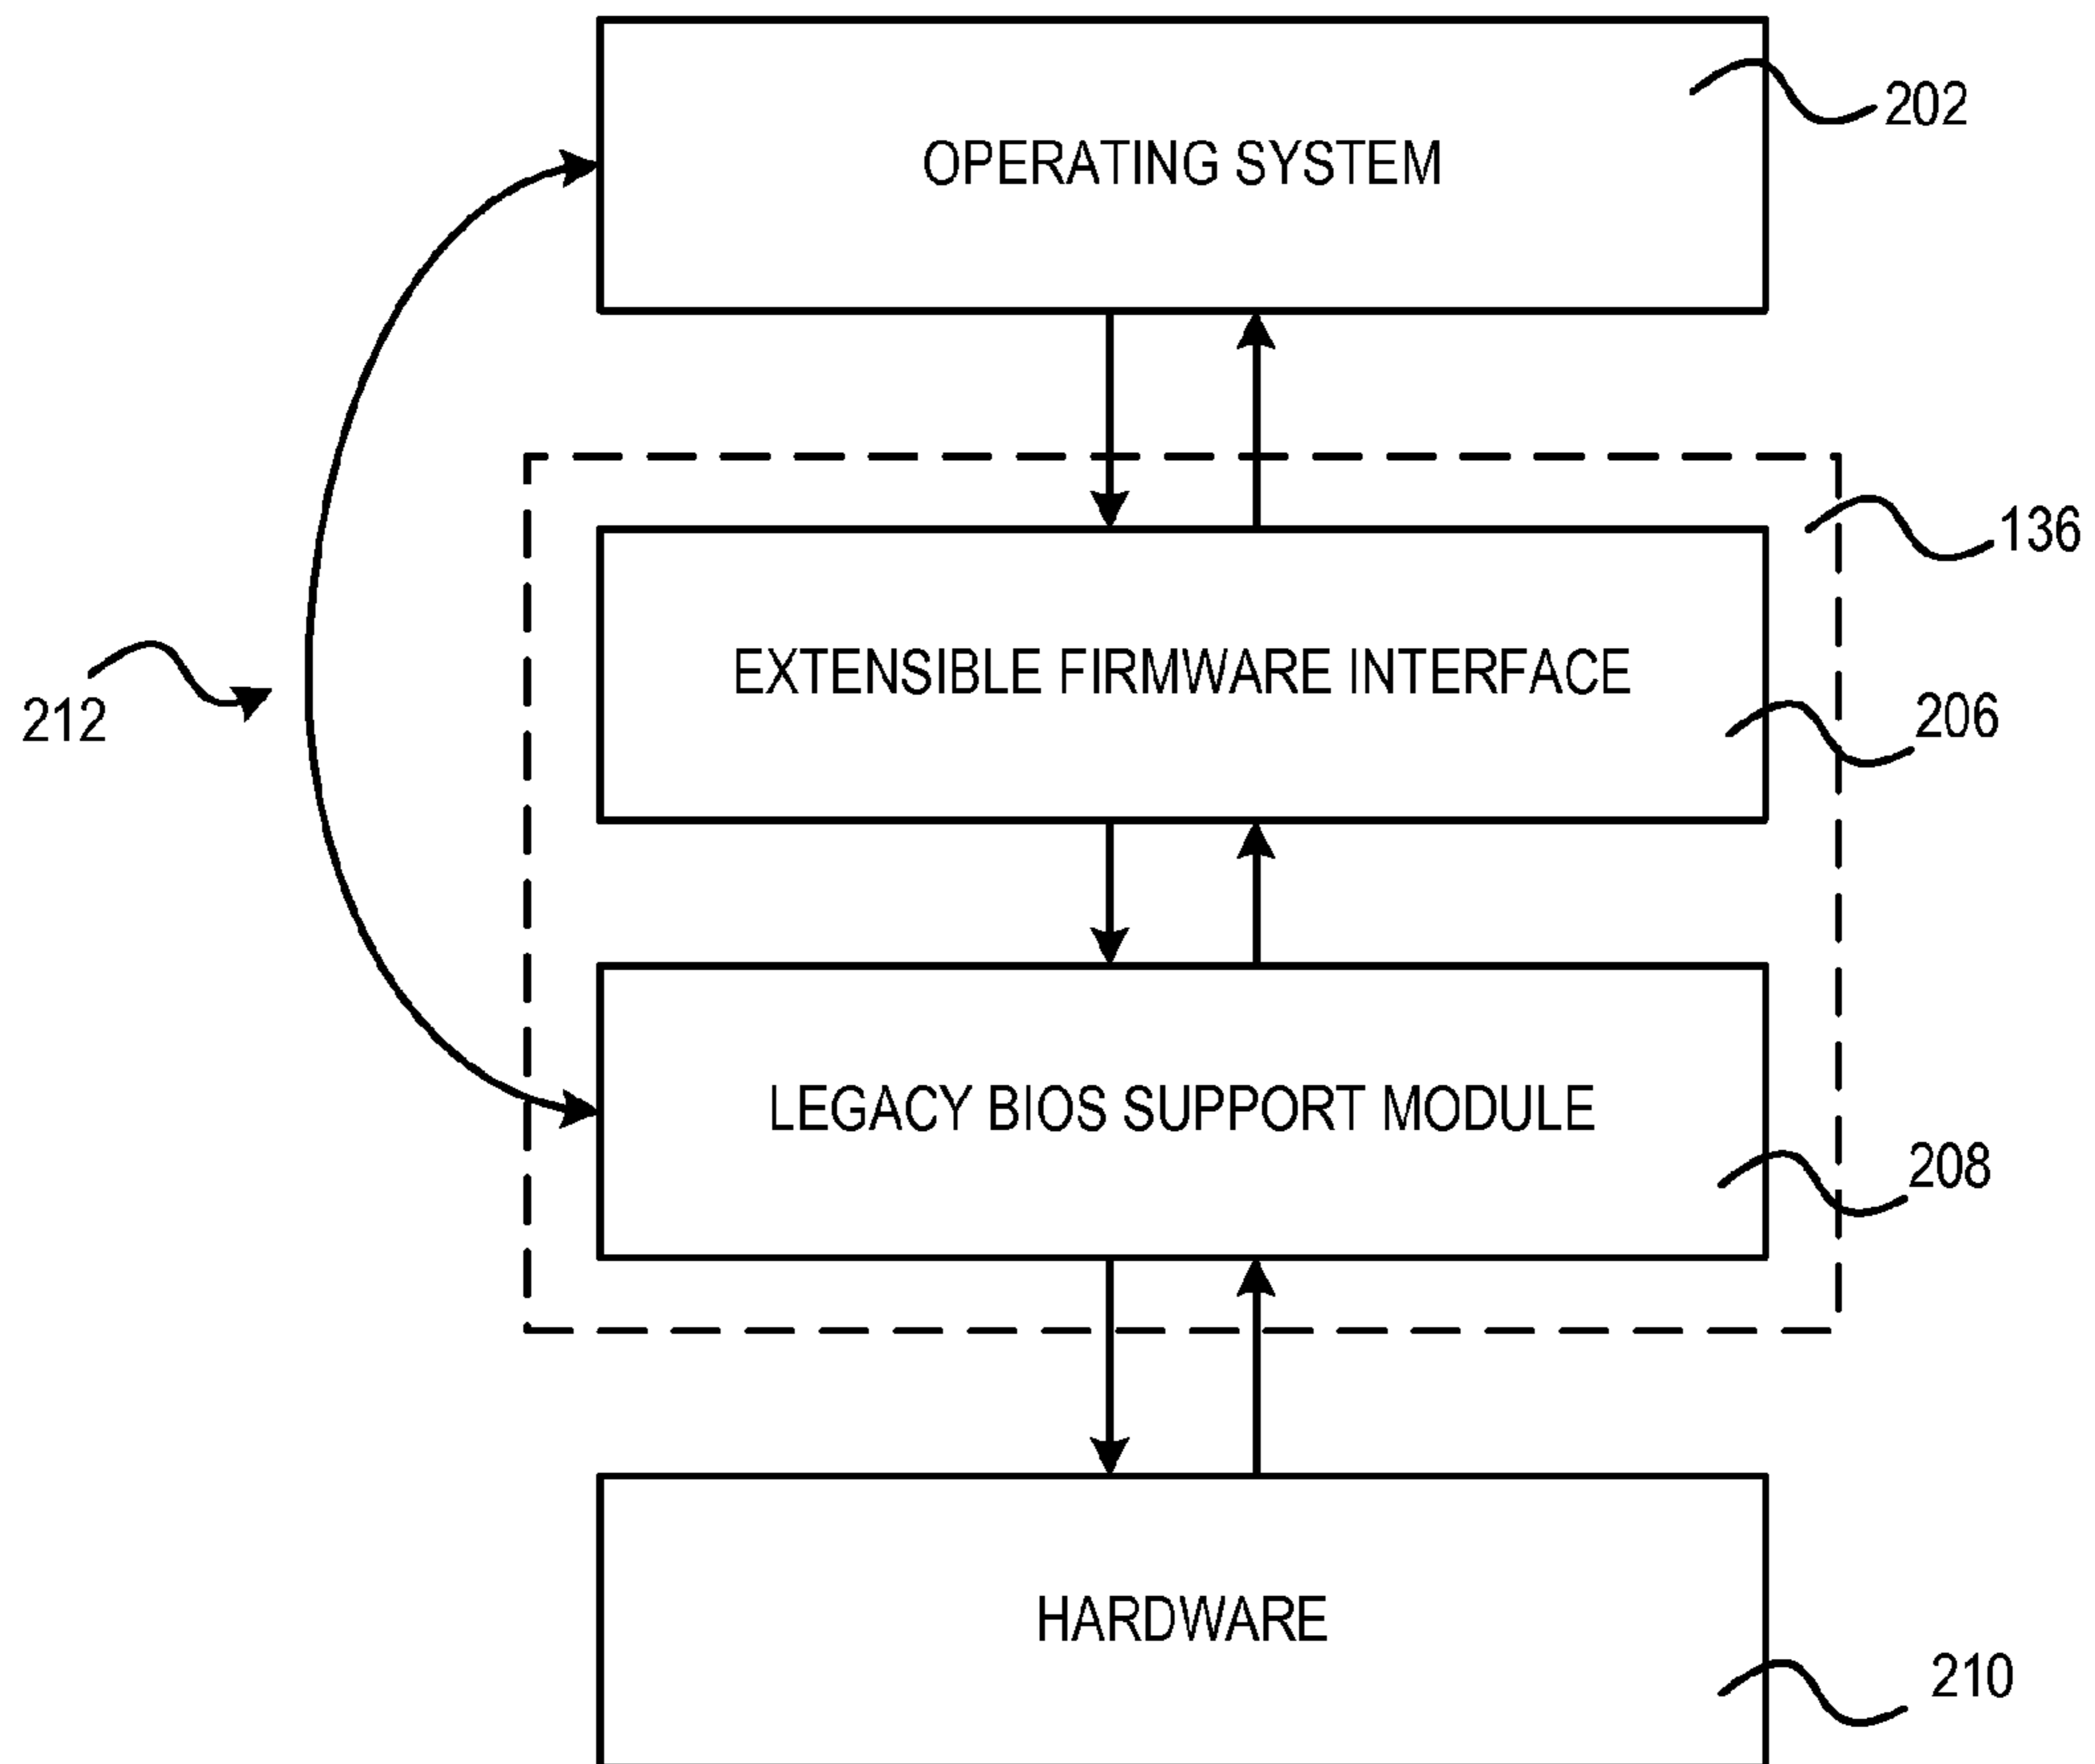 OPERATING SYSTEM
202
136
EXTENSIBLE FIRMWARE INTERFACE
206
212
LEGACY BIOS SUPPORT MODULE
208
HARDWARE
210